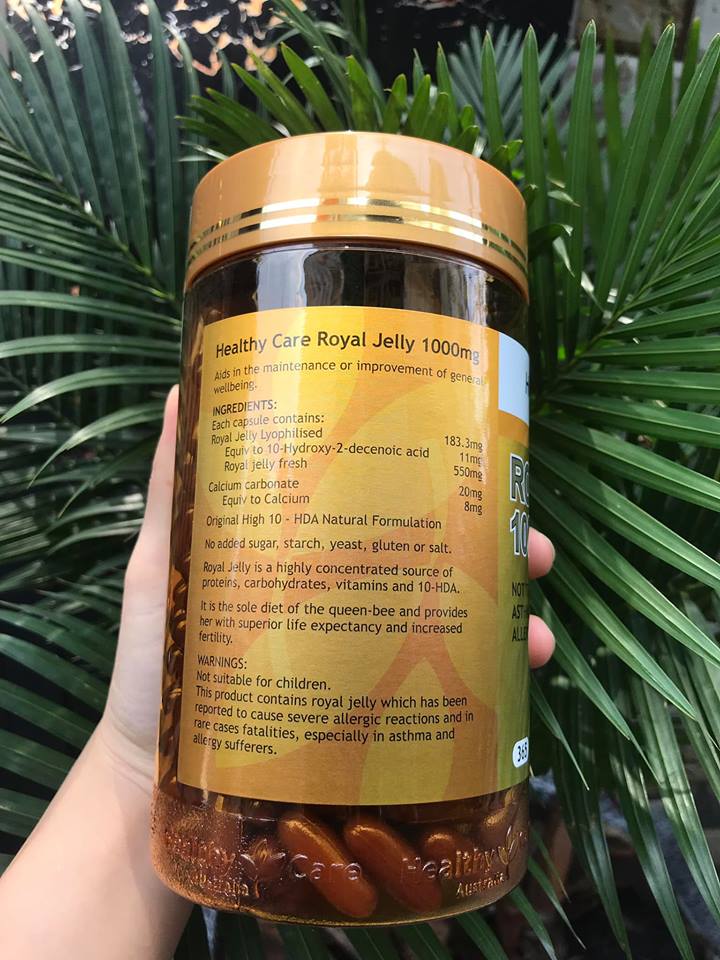 Healthy Care Royal Jelly 1000mg
Aids in the maintenance or improvement of general
wellbeing.
INGREDIENTS:
Each capsule contains:
Royal Jelly Lyophilised 183.3mg
Equiv to 10-Hydroxy-2-decenoic acid 11mg
Royal jelly fresh 550mg
Calcium carbonate 20mg
Equiv to Calcium 8mg
Original High 10 - HDA Natural Formulation
No added sugar, starch, yeast, gluten or salt.
Royal Jelly is a highly concentrated source of
proteins, carbohydrates, vitamins and 10-HDA.
It is the sole diet of the queen-bee and provides
her with superior life expectancy and increased
fertility.
WARNINGS:
Not suitable for children.
This product contains royal jelly which has been
reported to cause severe allergic reactions and in
rare cases fatalities, especially in asthma and
allergy sufferers.
365
Healthy Care
Australia
Healthy
Australia